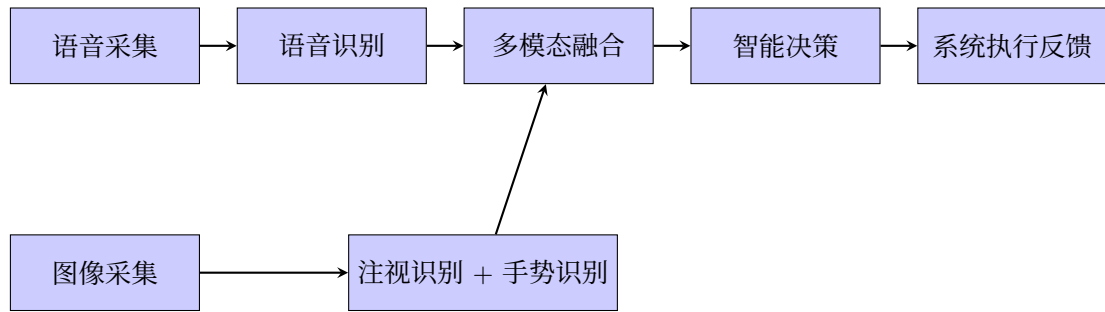 语音采集
语音识别
多模态融合
智能决策
系统执行反馈
图像采集
注视识别 + 手势识别